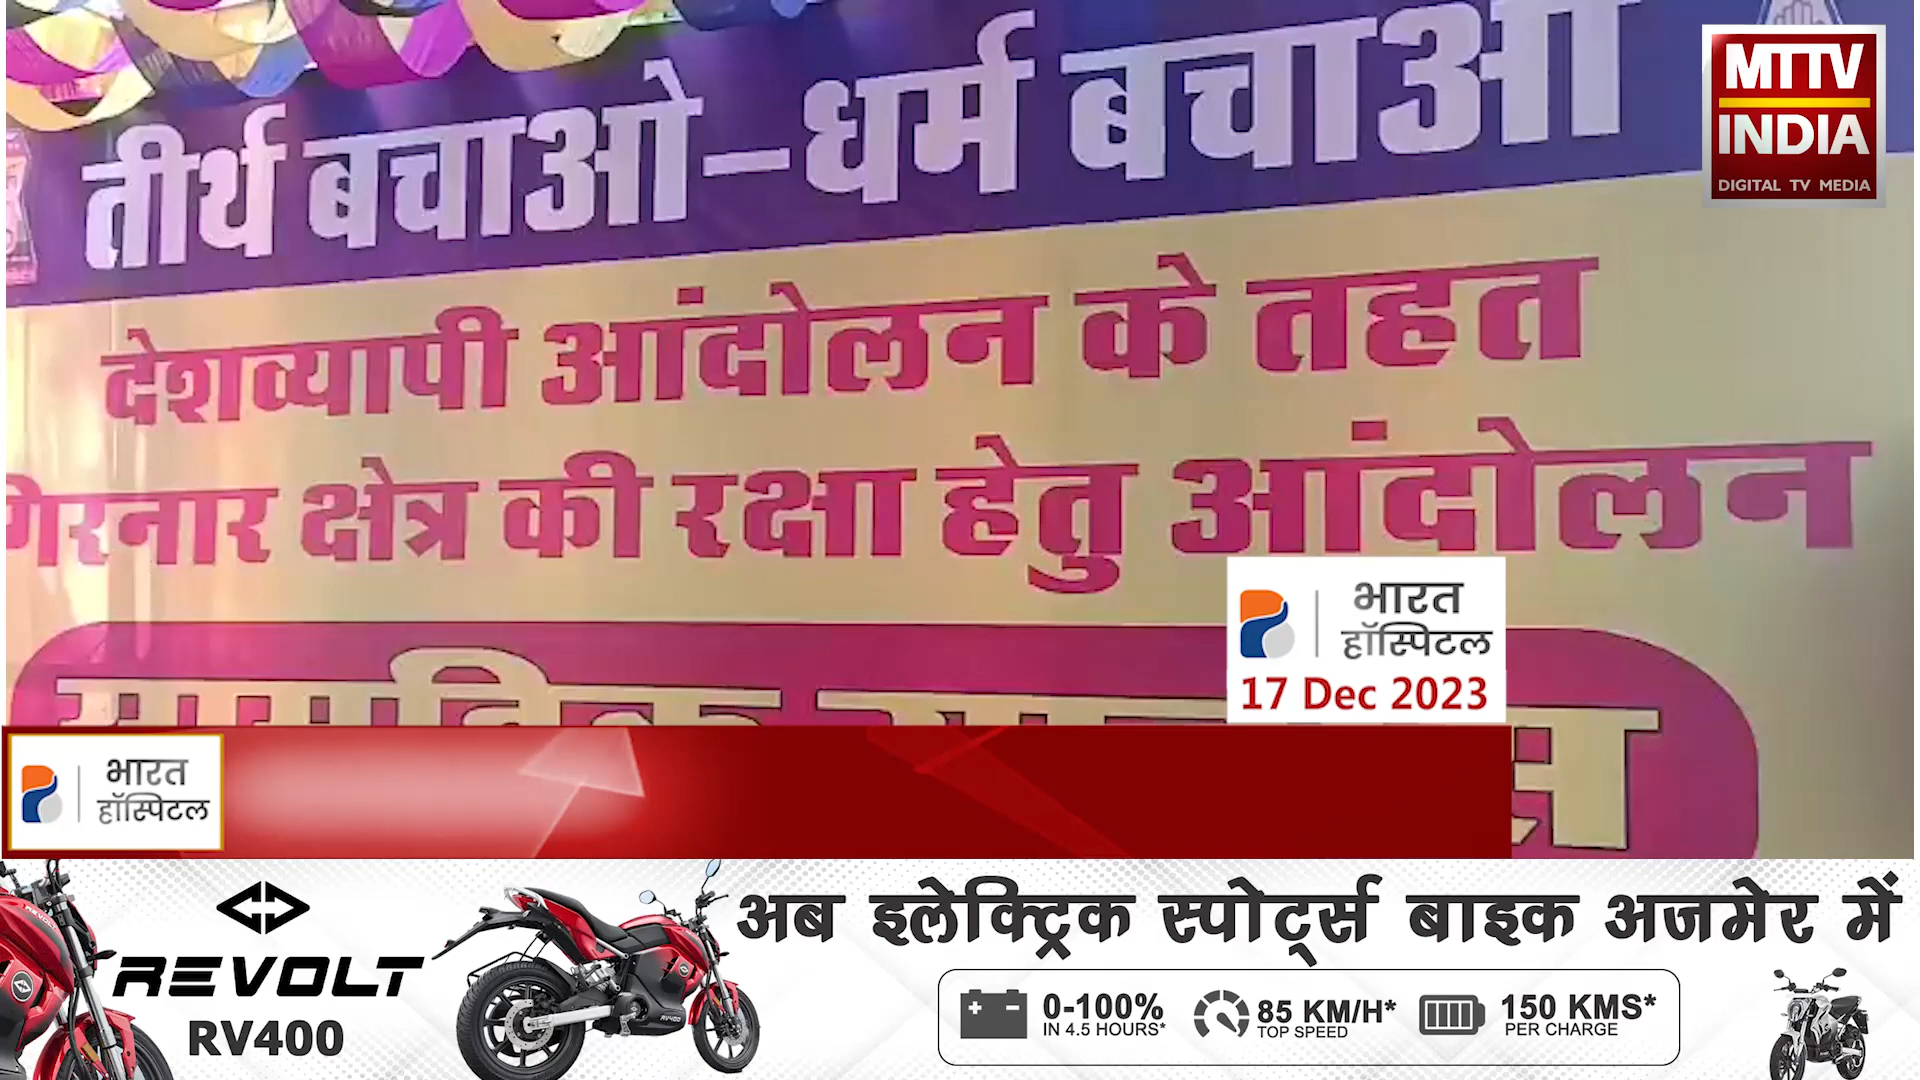 तीर्थ बचाओ-धर्म बचाओ
MTTV
INDIA
DIGITAL TV MEDIA
देशव्यापी आंदोलन के तहत
गिरनार क्षेत्र की रक्षा हेतु आंदोलन
भारत
हॉस्पिटल
17 Dec 2023
भारत
हॉस्पिटल
REVOLT
RV400
अब इलेक्ट्रिक स्पोर्ट्स बाइक अजमेर में
0-100%
IN 4.5 HOURS*
85 KM/H*
TOP SPEED
150 KMS*
PER CHARGE
REVOLT
RV400